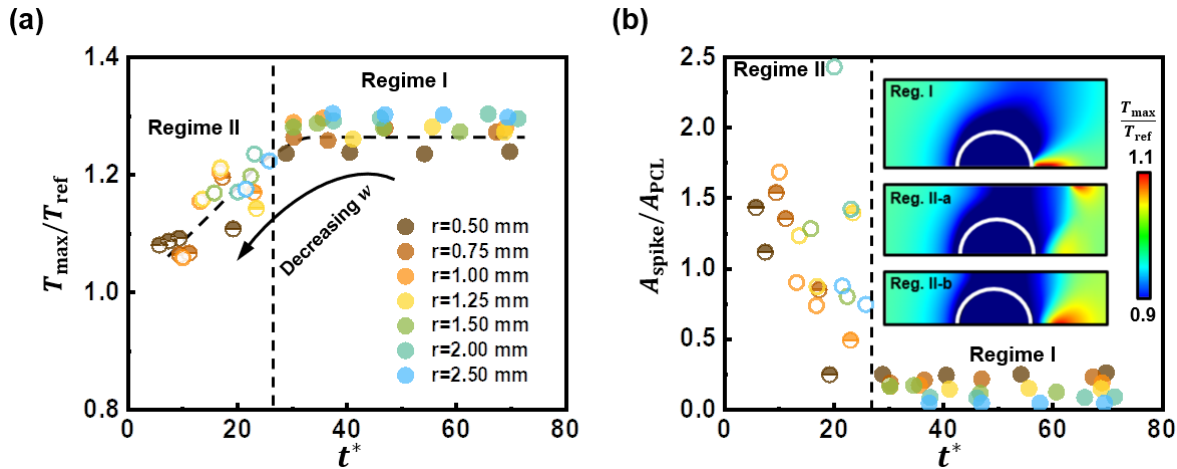 (a)
1.4
1.2
1.0
0.8
T_max/T_ref
Regime I
Regime II
Decreasing w
r=0.50 mm
r=0.75 mm
r=1.00 mm
r=1.25 mm
r=1.50 mm
r=2.00 mm
r=2.50 mm
0 20 40 60 80
t*
(b)
2.5
2.0
1.5
1.0
0.5
0.0
A_spike/A_PCL
Regime II
Reg. I
Reg. II-a
Reg. II-b
T_max
T_ref
1.1
0.9
Regime I
0 20 40 60 80
t*